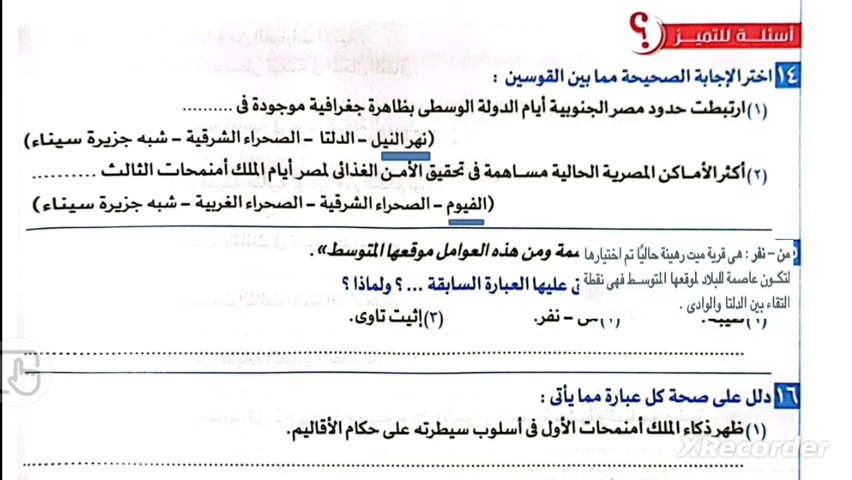 أسئلة للتميز
؟
١٤ اختر الإجابة الصحيحة مما بين القوسين :
(١) ارتبطت حدود مصر الجنوبية أيام الدولة الوسطى بظاهرة جغرافية موجودة فى ..........
(نهر النيل - الدلتا - الصحراء الشرقية - شبه جزيرة سيناء)
(٢) أكثر الأماكن المصرية الحالية مساهمة فى تحقيق الأمن الغذائى لمصر أيام الملك أمنمحات الثالث ..........
(الفيوم - الصحراء الشرقية - الصحراء الغربية - شبه جزيرة سيناء)
من - نفر : هى قرية ميت رهينة حاليًا تم اختيارها
لتكون عاصمة للبلاد لموقعها المتوسط فهى نقطة
التقاء بين الدلتا والوادى .
ومن هذه العوامل موقعها المتوسط» .
عليها العبارة السابقة ... ؟ ولماذا ؟
- نفر. (٣) إثيت تاوى.
١٦ دلل على صحة كل عبارة مما يأتى :
(١) ظهر ذكاء الملك أمنمحات الأول فى أسلوب سيطرته على حكام الأقاليم.
XRecorder